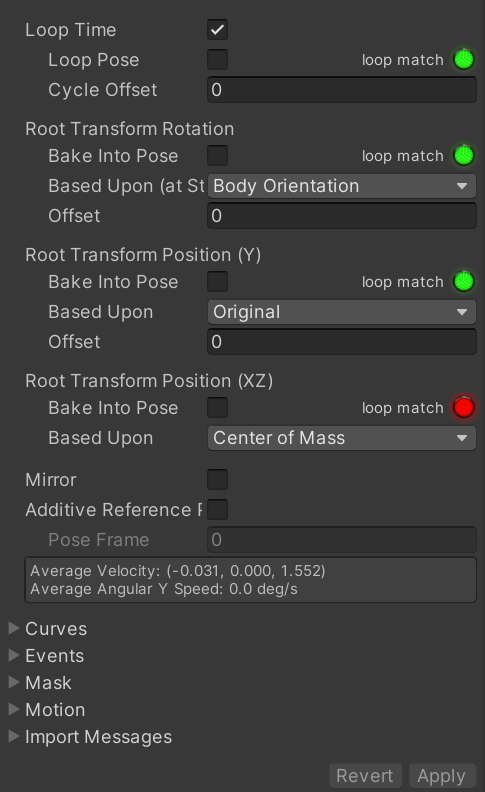 Loop Time
Loop Pose loop match
Cycle Offset 0
Root Transform Rotation
Bake Into Pose loop match
Based Upon (at St Body Orientation
Offset 0
Root Transform Position (Y)
Bake Into Pose loop match
Based Upon Original
Offset 0
Root Transform Position (XZ)
Bake Into Pose loop match
Based Upon Center of Mass
Mirror
Additive Reference P
Pose Frame 0
Average Velocity: (-0.031, 0.000, 1.552)
Average Angular Y Speed: 0.0 deg/s
Curves
Events
Mask
Motion
Import Messages
Revert Apply